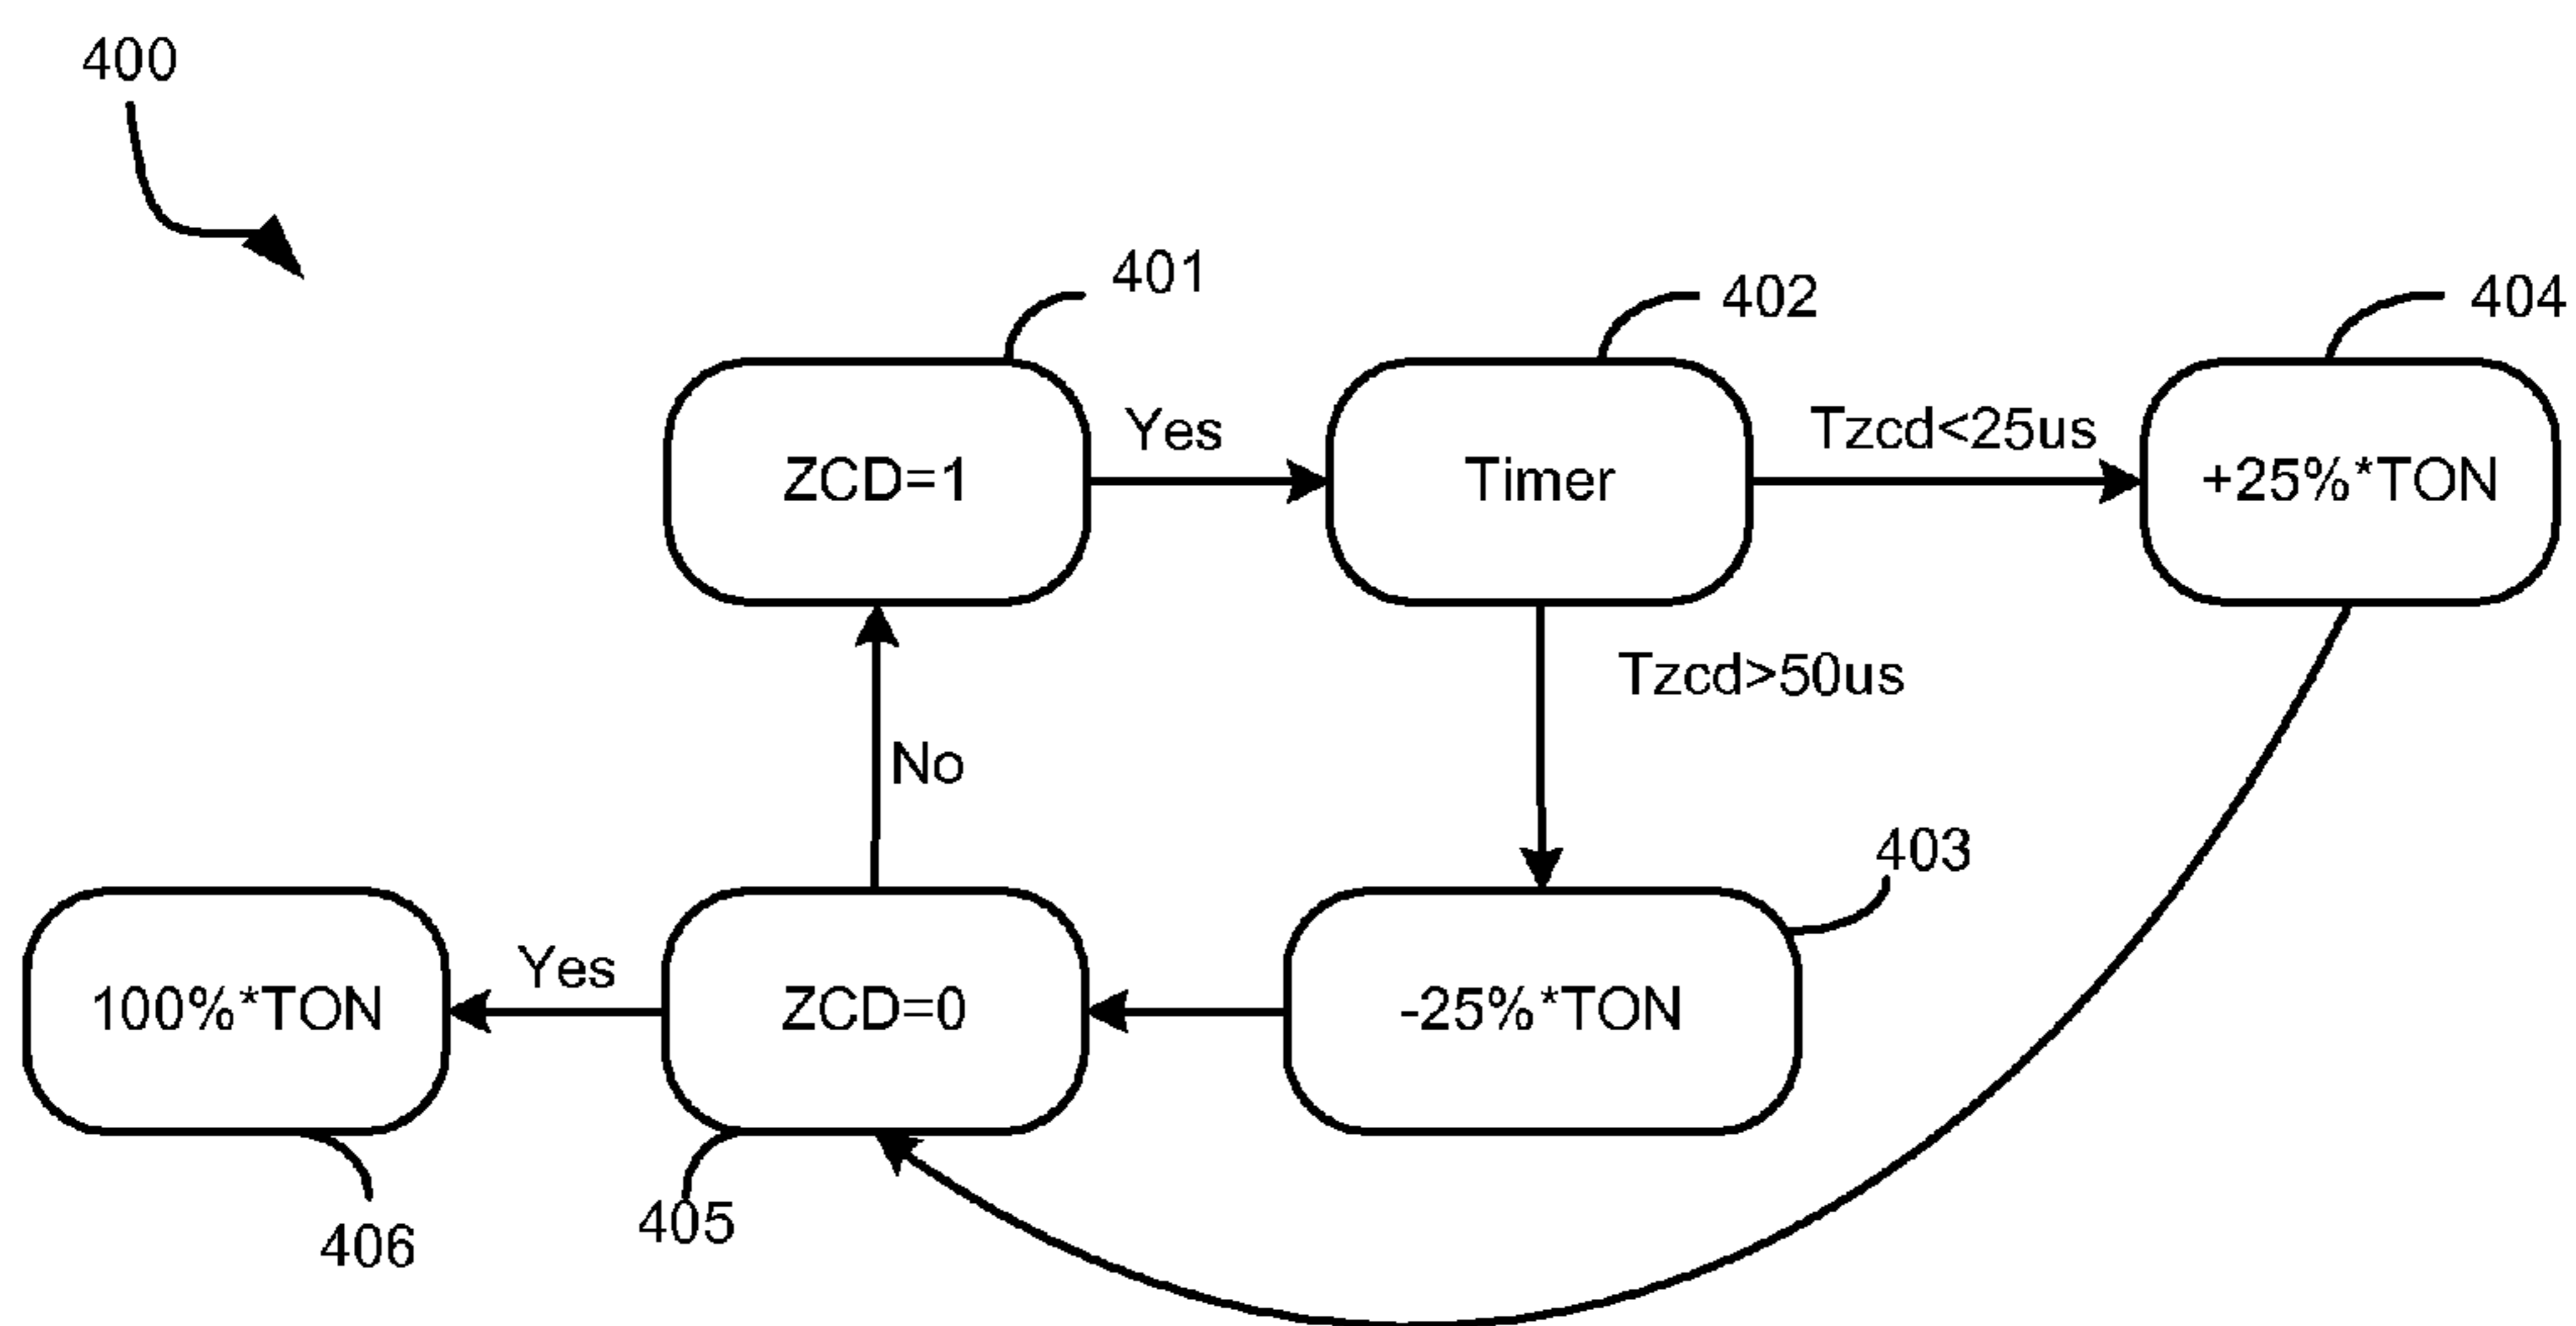 400
401
402
404
ZCD=1
Yes
Timer
Tzcd<25us
+25%*TON
Tzcd>50us
No
403
100%*TON
Yes
ZCD=0
-25%*TON
405
406